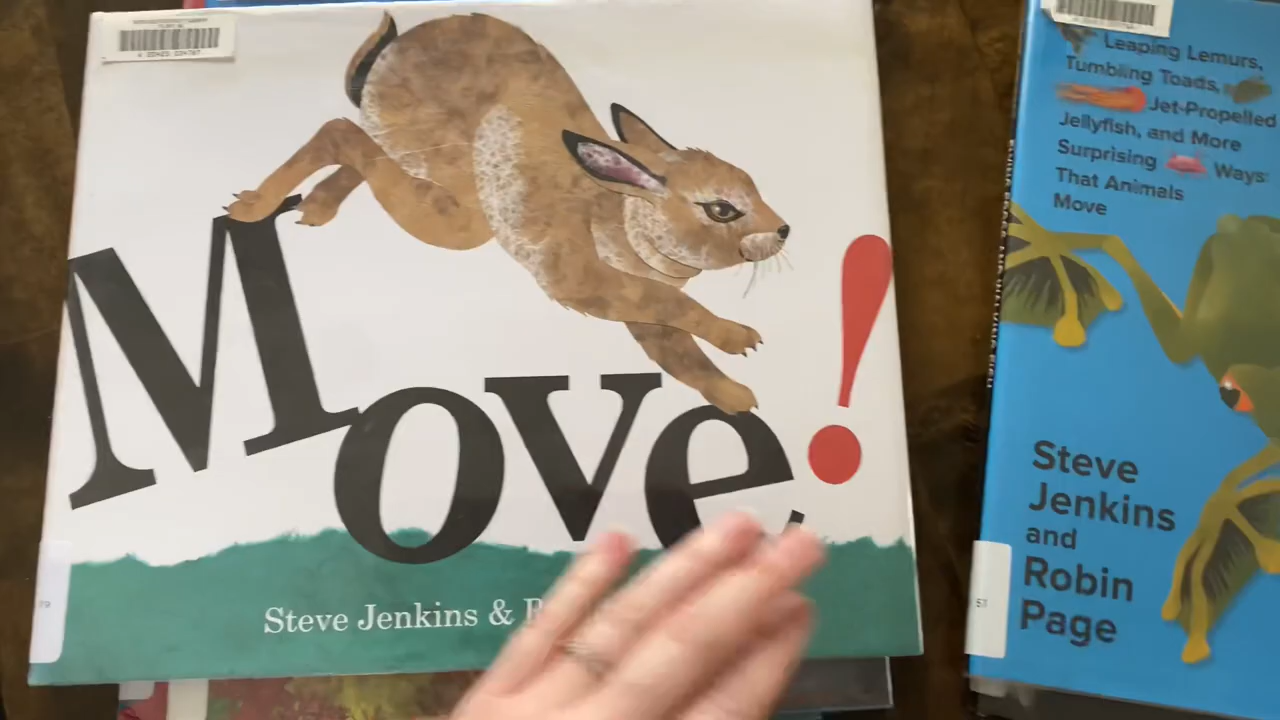 Move!
Steve Jenkins &
Leaping Lemurs,
Tumbling Toads,
Jet-Propelled
Jellyfish, and More
Surprising Ways
That Animals
Move
Steve
Jenkins
and
Robin
Page
57